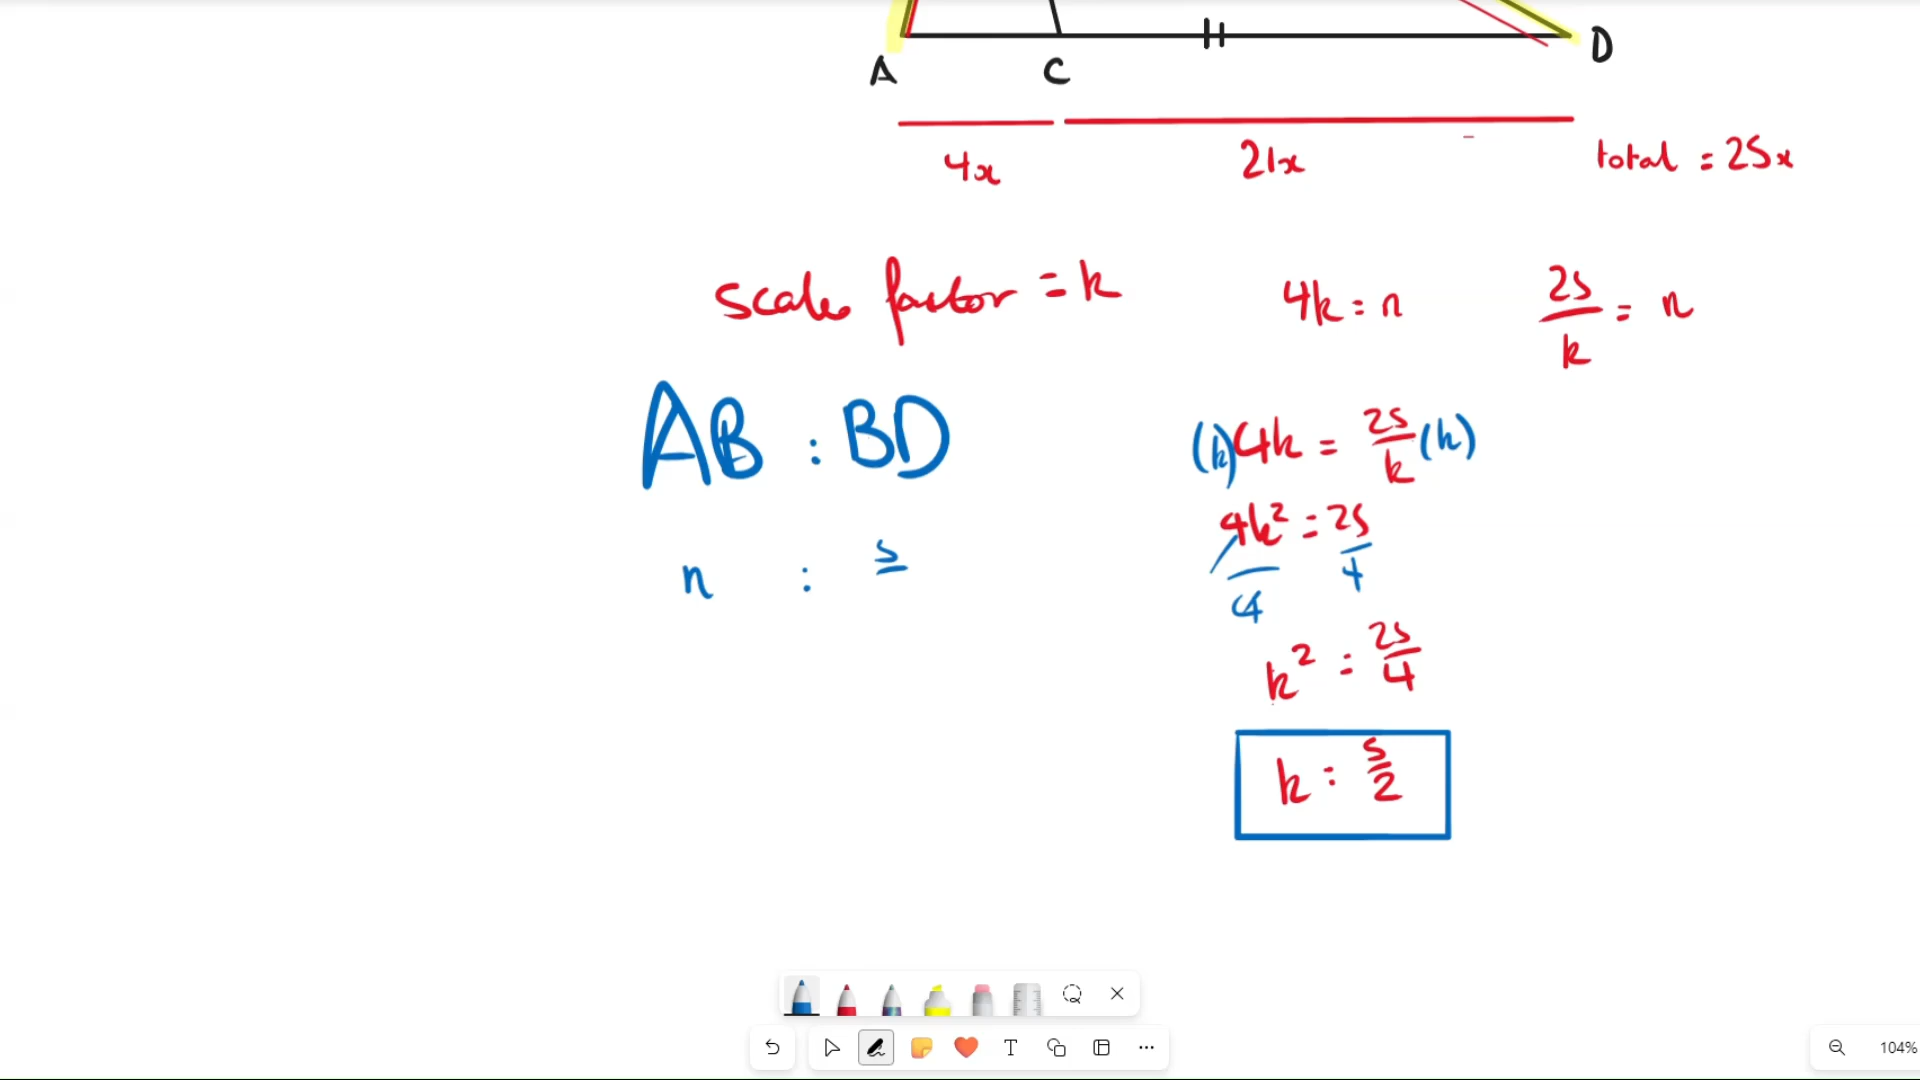 A C D
4x 21x total = 25x
scale factor = k 4k = n 25/k = n
AB : BD (k)4k = 25/k (k)
4k² = 25
4 4
n : 5
k² = 25/4
k = 5/2
T
104%